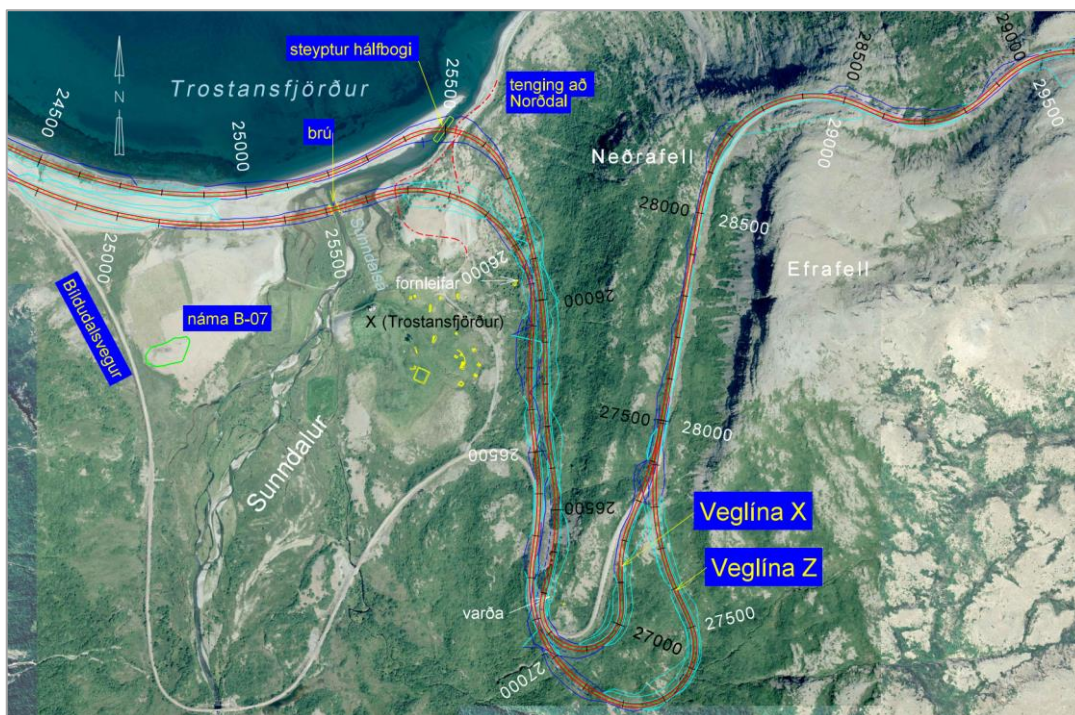 28500
29000
29500
29000
24500
25000
25500
steyptur hálfbogi
tenging að
Norðdal
Trostansfjörður
N
brú
25000
25500
Sunndalsá
26000
fornleifar
X (Trostansfjörður)
Neðrafell
28000
28500
Efrafell
Bíldudalsvegur
náma B-07
26000
27500
28000
26500
Sunndalur
26500
Veglína X
Veglína Z
varða
27500
27000
27000